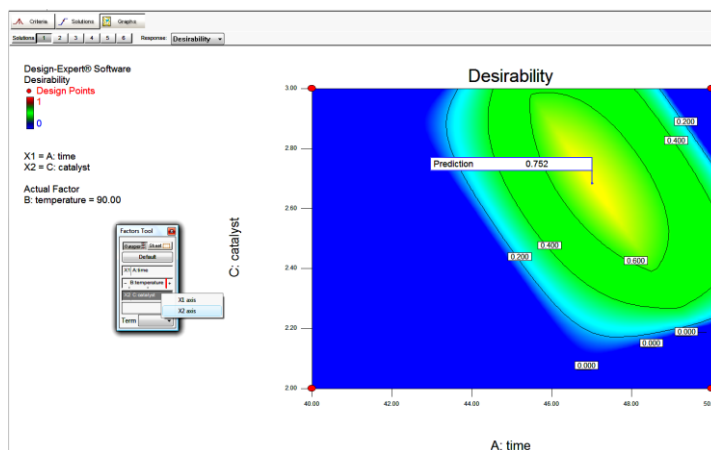 Criteria Solutions Graphs
Solutions 1 2 3 4 5 6 Response: Desirability
Design-Expert® Software
Desirability
Design Points
1
0
X1 = A: time
X2 = C: catalyst
Actual Factor
B: temperature = 90.00
Factors Tool
Default
X1 A:time
B:temperature
X2 C:catalyst
X1 axis
X2 axis
Term
Desirability
3.00
2.80
2.60
2.40
2.20
2.00
C: catalyst
0.200
0.400
Prediction 0.752
0.400
0.200
0.600
0.000
0.000
0.000
40.00 42.00 44.00 46.00 48.00
A: time